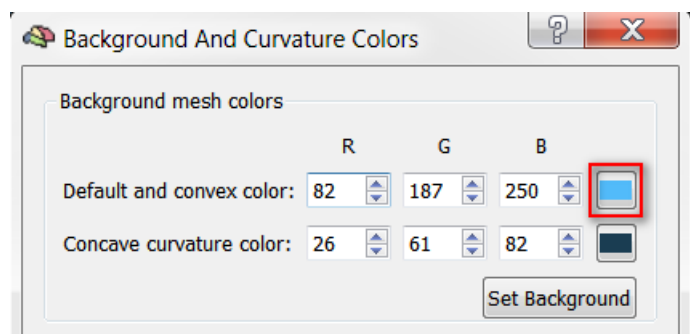 Background And Curvature Colors
? X
Background mesh colors
R G B
Default and convex color: 82 187 250
Concave curvature color: 26 61 82
Set Background